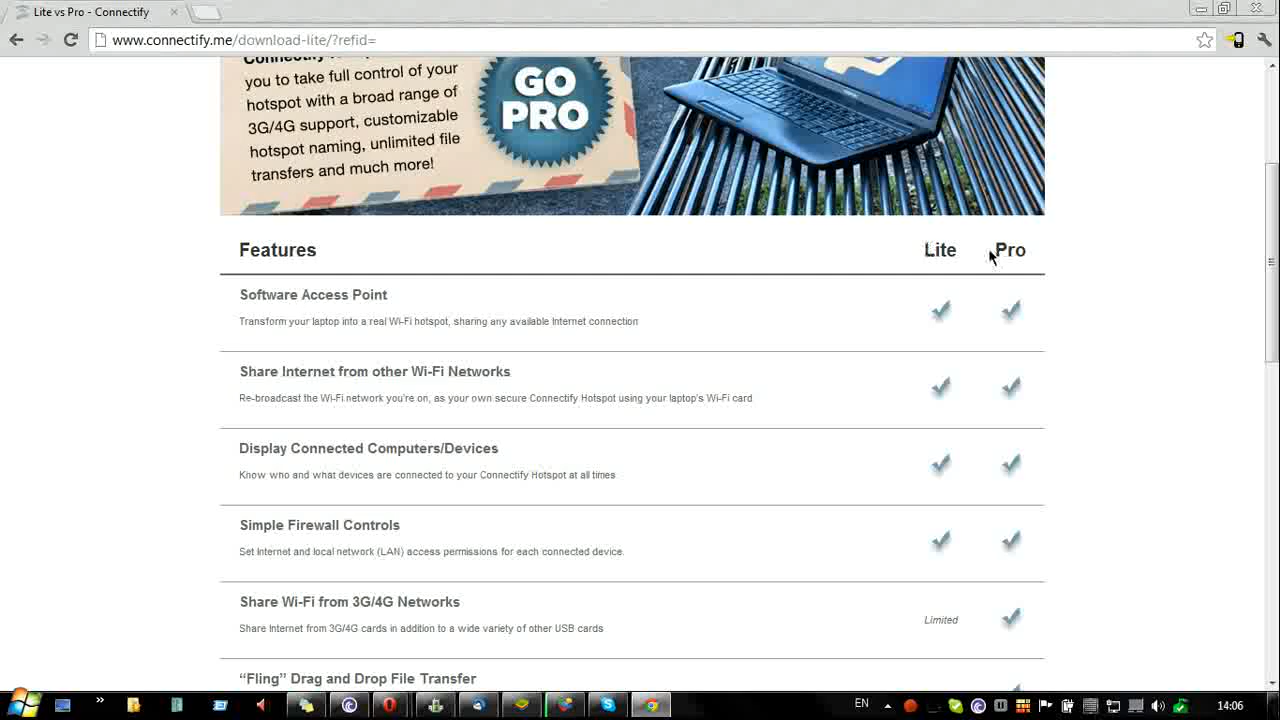 Lite vs Pro - Connectify
www.connectify.me/download-lite/?refid=
you to take full control of your
hotspot with a broad range of
3G/4G support, customizable
hotspot naming, unlimited file
transfers and much more!
GO
PRO
Features Lite Pro
Software Access Point
Transform your laptop into a real Wi-Fi hotspot, sharing any available Internet connection
Share Internet from other Wi-Fi Networks
Re-broadcast the Wi-Fi network you're on, as your own secure Connectify Hotspot using your laptop's Wi-Fi card
Display Connected Computers/Devices
Know who and what devices are connected to your Connectify Hotspot at all times
Simple Firewall Controls
Set Internet and local network (LAN) access permissions for each connected device.
Share Wi-Fi from 3G/4G Networks
Limited
Share Internet from 3G/4G cards in addition to a wide variety of other USB cards
“Fling” Drag and Drop File Transfer
EN
14:06